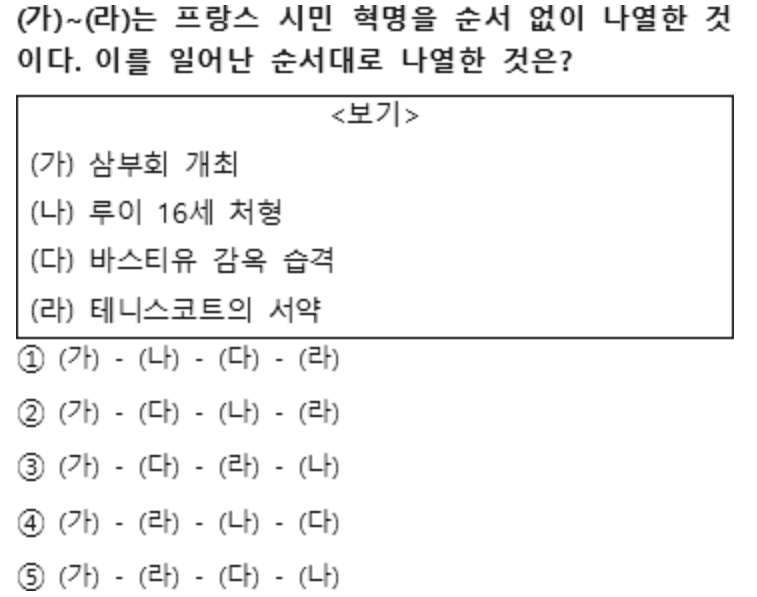 (가)~(라)는 프랑스 시민 혁명을 순서 없이 나열한 것
이다. 이를 일어난 순서대로 나열한 것은?
<보기>
(가) 삼부회 개최
(나) 루이 16세 처형
(다) 바스티유 감옥 습격
(라) 테니스코트의 서약
① (가) - (나) - (다) - (라)
② (가) - (다) - (나) - (라)
③ (가) - (다) - (라) - (나)
④ (가) - (라) - (나) - (다)
⑤ (가) - (라) - (다) - (나)